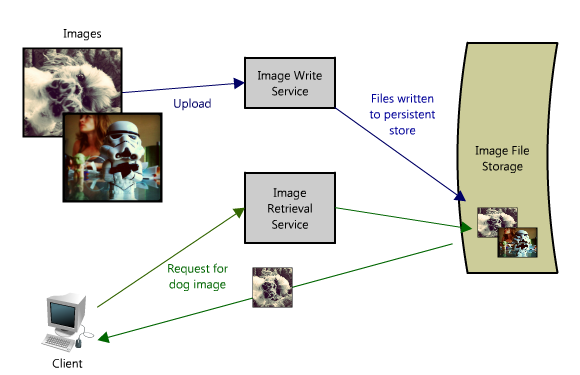 Images
Image Write
Service
Upload
Files written
to persistent
store
Image File
Storage
Image
Retrieval
Service
Request for
dog image
Client